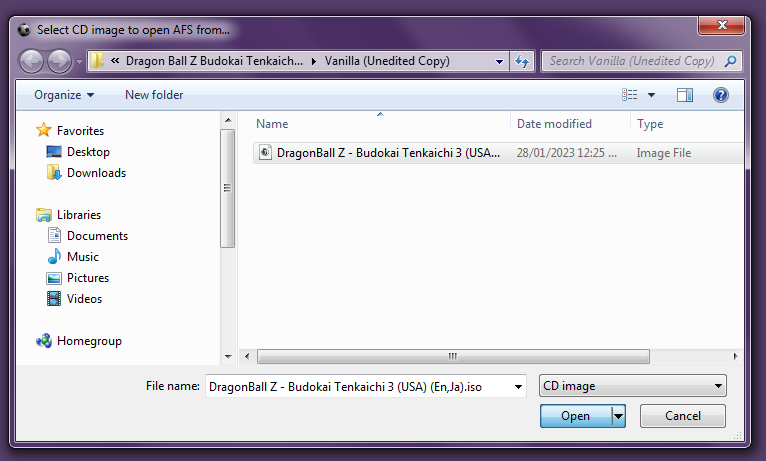 Select CD image to open AFS from...
« Dragon Ball Z Budokai Tenkaich... Vanilla (Unedited Copy) Search Vanilla (Unedited Copy)
Organize New folder
Name Date modified Type
Favorites
Desktop
Downloads
Libraries
Documents
Music
Pictures
Videos
Homegroup
DragonBall Z - Budokai Tenkaichi 3 (USA... 28/01/2023 12:25 ... Image File
File name: DragonBall Z - Budokai Tenkaichi 3 (USA) (En,Ja).iso CD image
Open Cancel